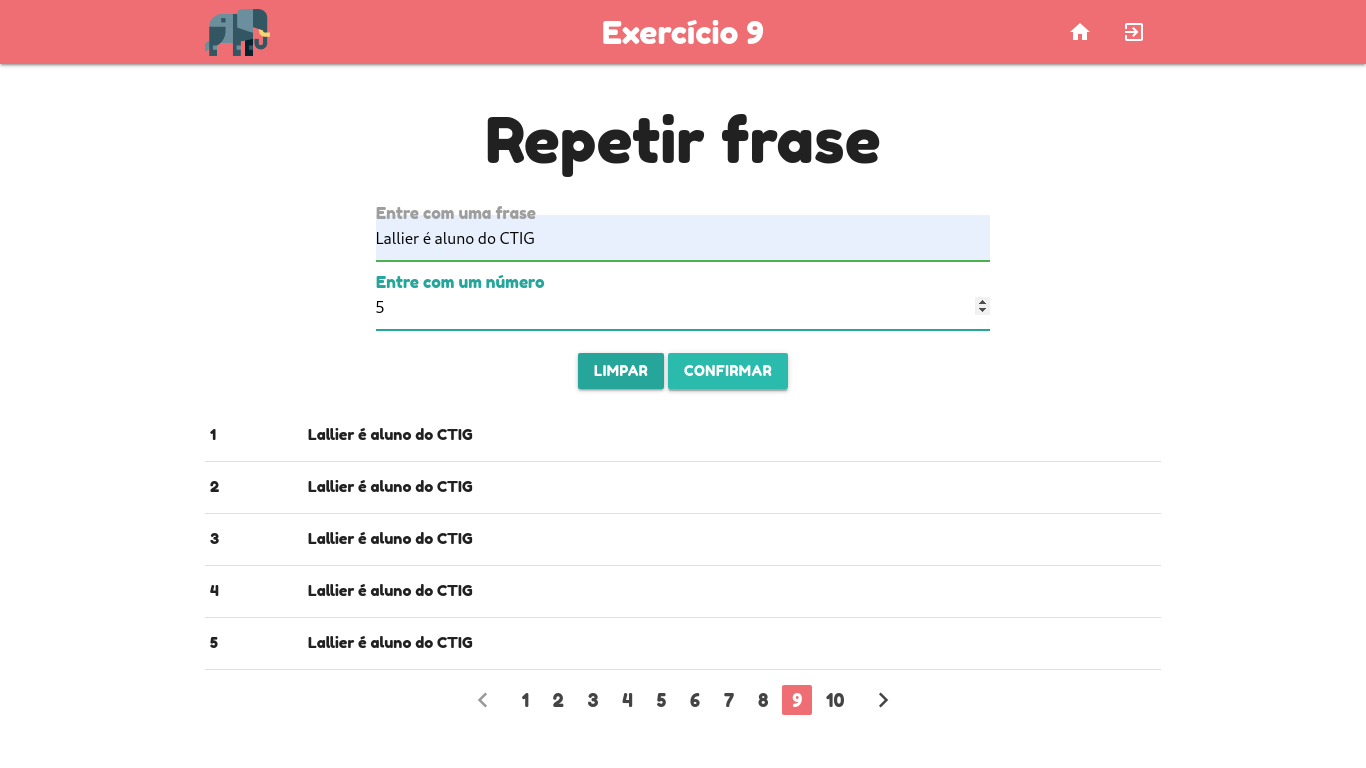 Exercício 9
Repetir frase
Entre com uma frase
Lallier é aluno do CTIG
Entre com um número
5
LIMPAR CONFIRMAR
1 Lallier é aluno do CTIG
2 Lallier é aluno do CTIG
3 Lallier é aluno do CTIG
4 Lallier é aluno do CTIG
5 Lallier é aluno do CTIG
1 2 3 4 5 6 7 8 9 10